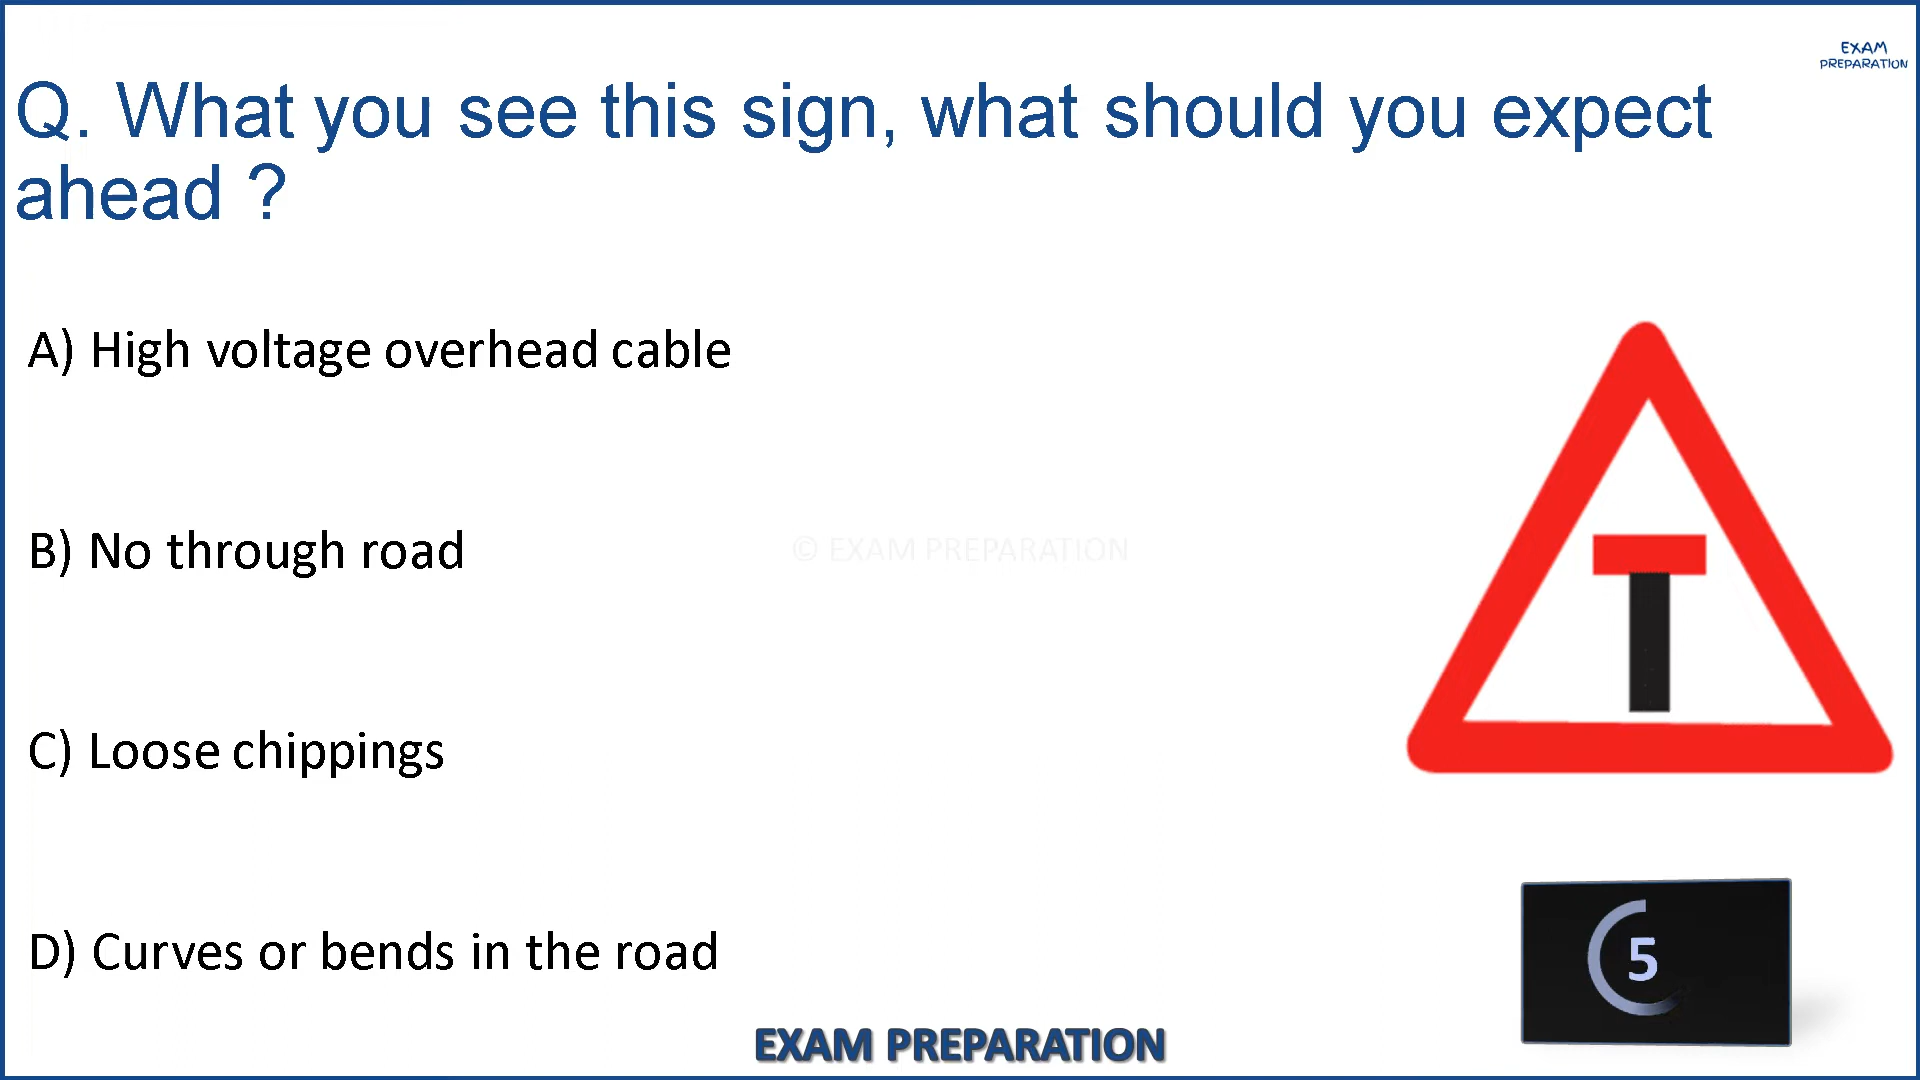 EXAM
PREPARATION
Q. What you see this sign, what should you expect
ahead ?
A) High voltage overhead cable
B) No through road
© EXAM PREPARATION
C) Loose chippings
D) Curves or bends in the road
5
EXAM PREPARATION